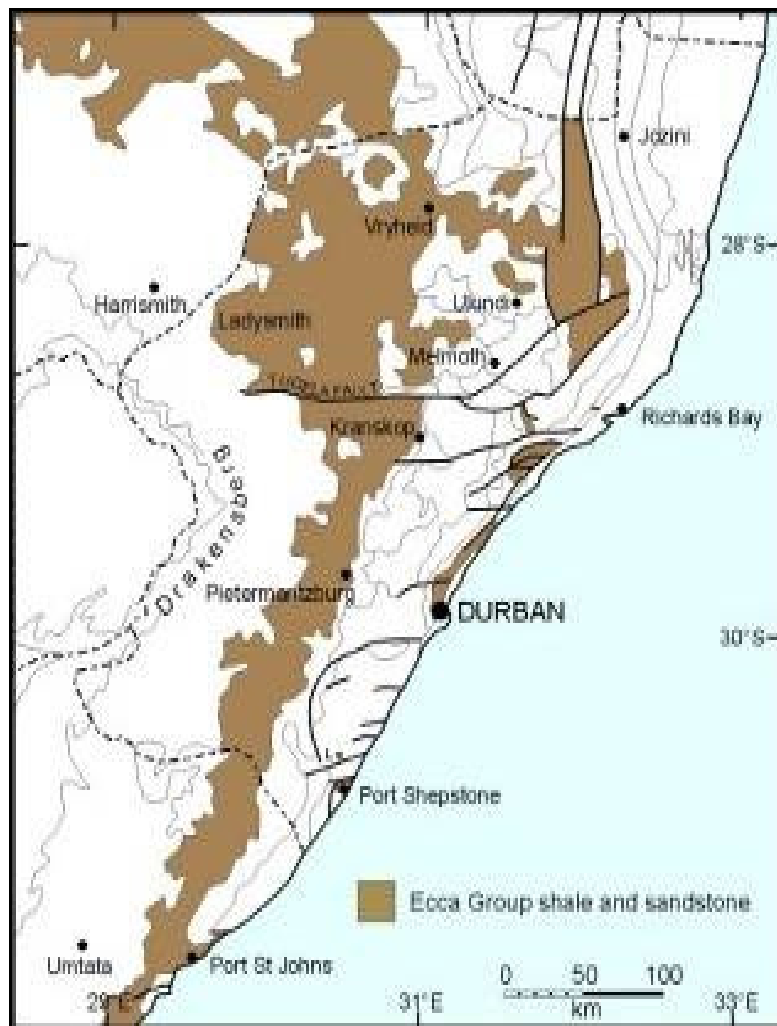 Jozini
Vryheid
28°S
Harrismith
Ulundi
Ladysmith
Melmoth
TUGELA FAULT
Richards Bay
Kranskop
Drakensberg
Pietermaritzburg
DURBAN
30°S
Port Shepstone
Ecca Group shale and sandstone
Umtata
Port St Johns
0 50 100
km
29°E
31°E
33°E